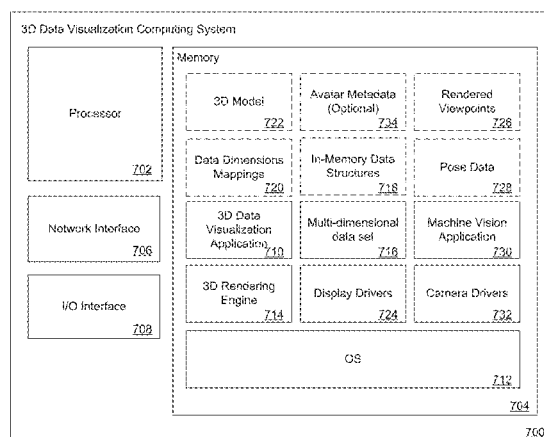 3D Data Visualization Computing System
Processor
702
Network Interface
706
I/O Interface
708
Memory
3D Model
722
Avatar Metadata
(Optional)
734
Rendered
Viewpoints
726
Data Dimensions
Mappings
720
In-Memory Data
Structures
718
Pose Data
728
3D Data
Visualization
Application
710
Multi-dimensional
data set
716
Machine Vision
Application
730
3D Rendering
Engine
714
Display Drivers
724
Camera Drivers
732
OS
712
704
700